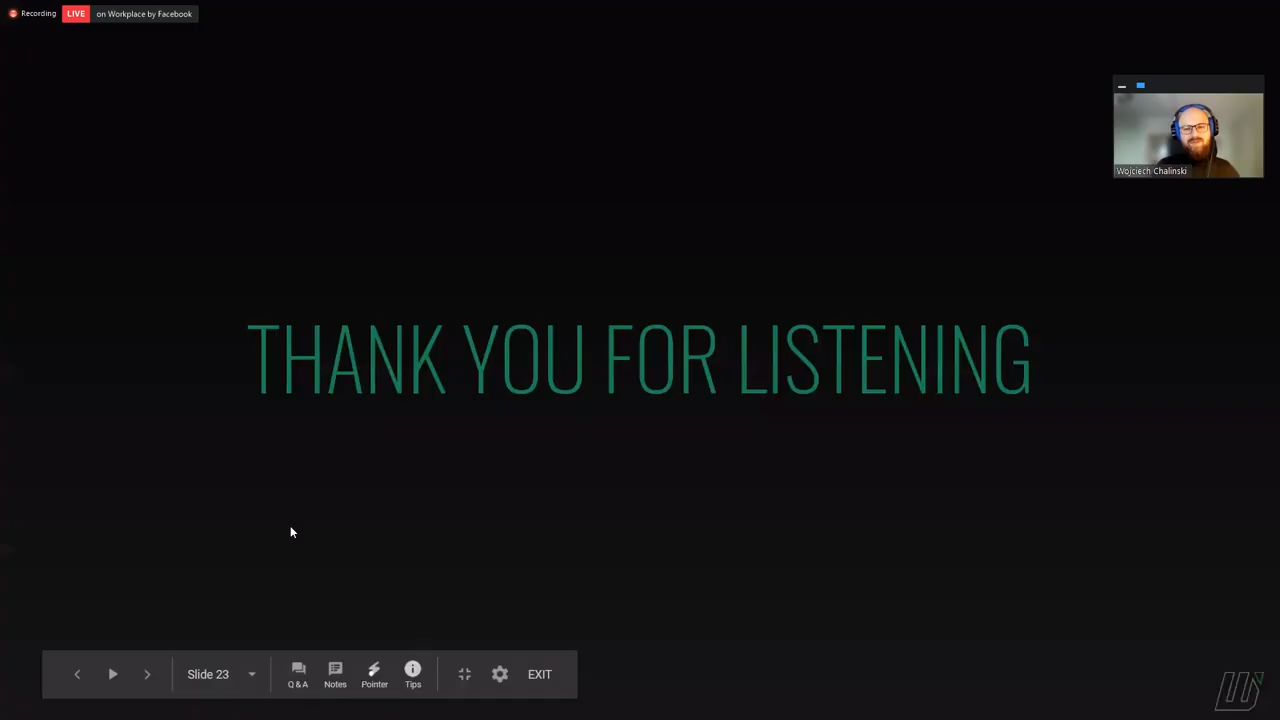 Recording
LIVE on Workplace by Facebook
Wojciech Chalinski
THANK YOU FOR LISTENING
Slide 23
Q & A
Notes
Pointer
Tips
EXIT